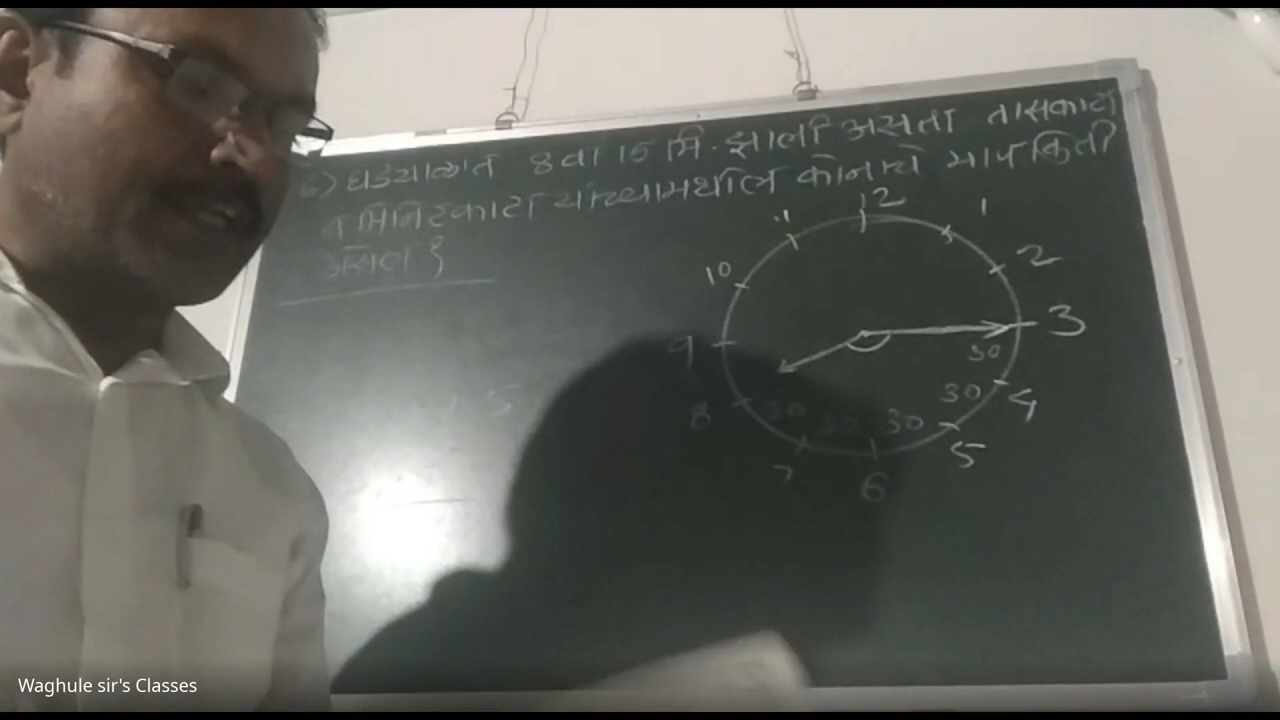 6) घड्याळात 8 वा 15 मि. झाली असता तासकाटा
व मिनिटकाटा यांच्यामधील कोनाचे माप किती
असेल ?
12
11 1
10 2
9 3
30
30 4
8 30 30 30
7 5
6
Waghule sir's Classes